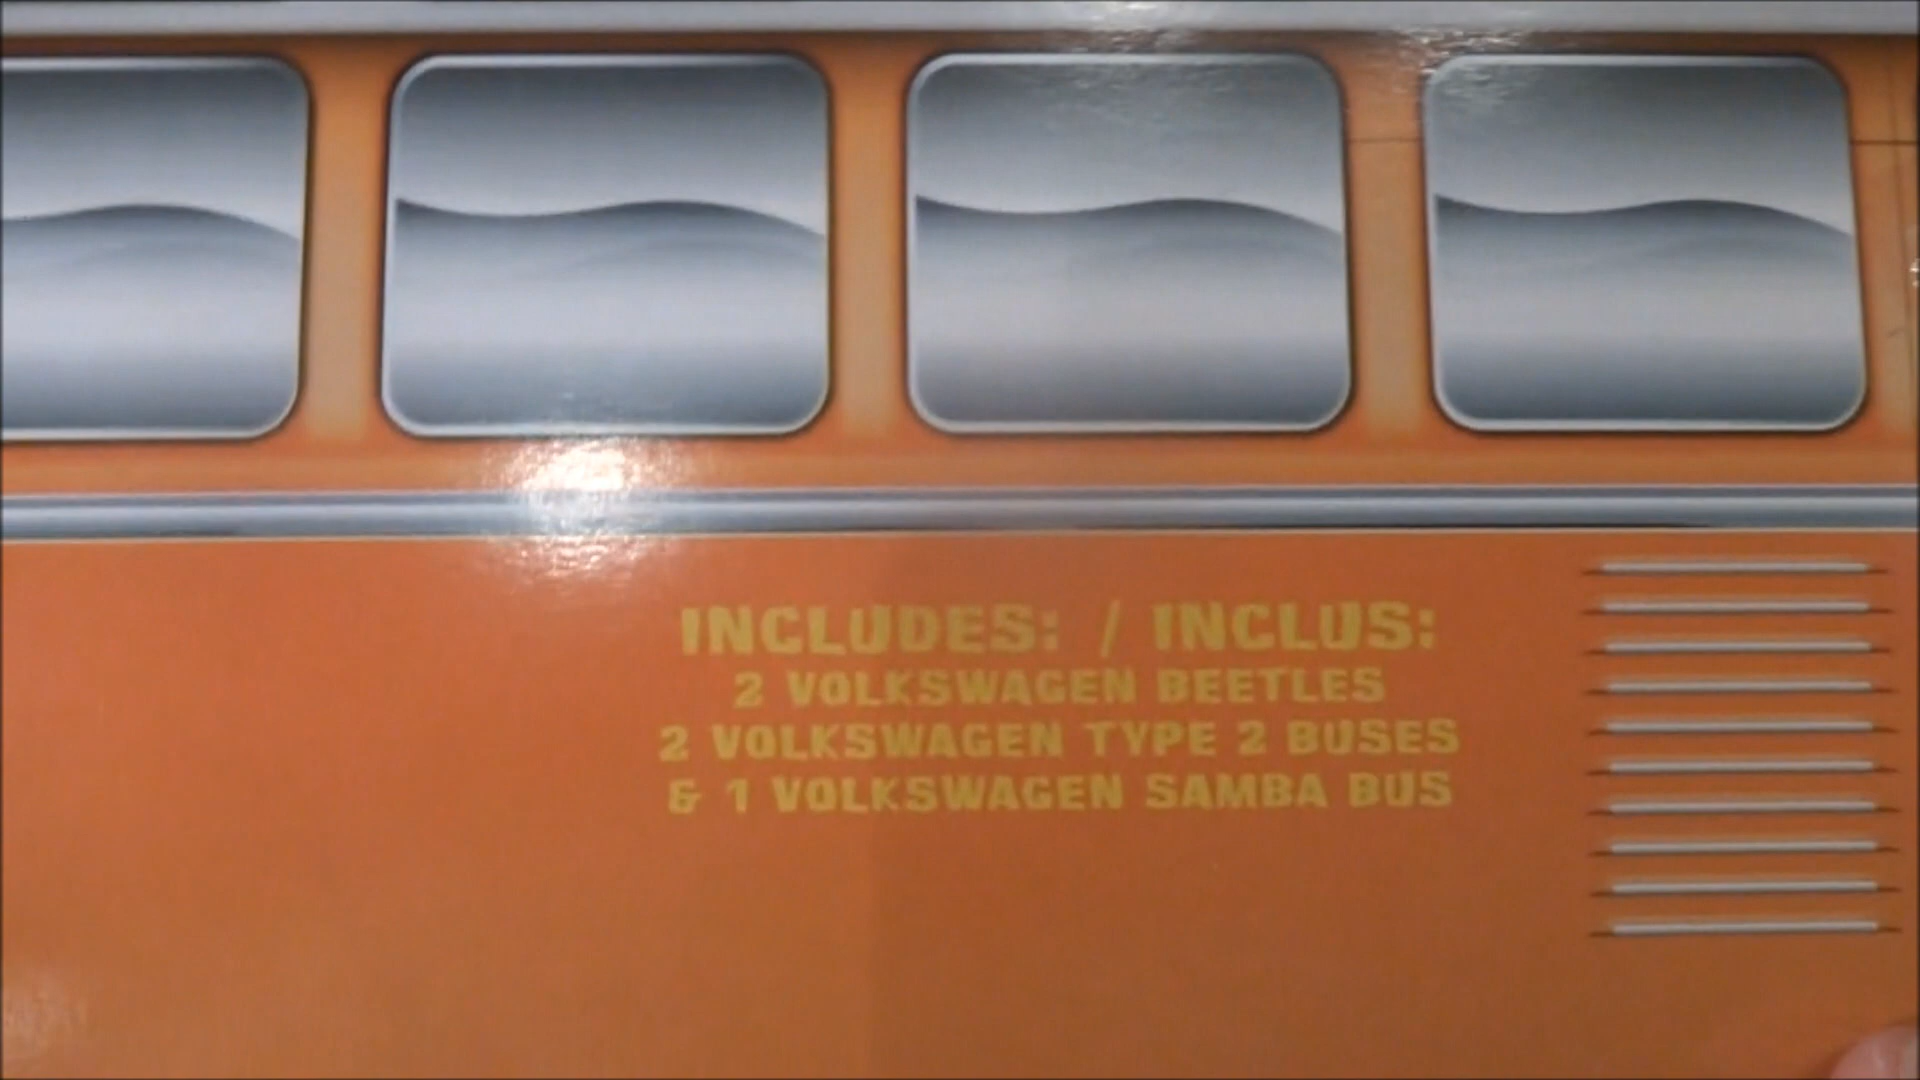 INCLUDES: / INCLUS:
2 VOLKSWAGEN BEETLES
2 VOLKSWAGEN TYPE 2 BUSES
& 1 VOLKSWAGEN SAMBA BUS